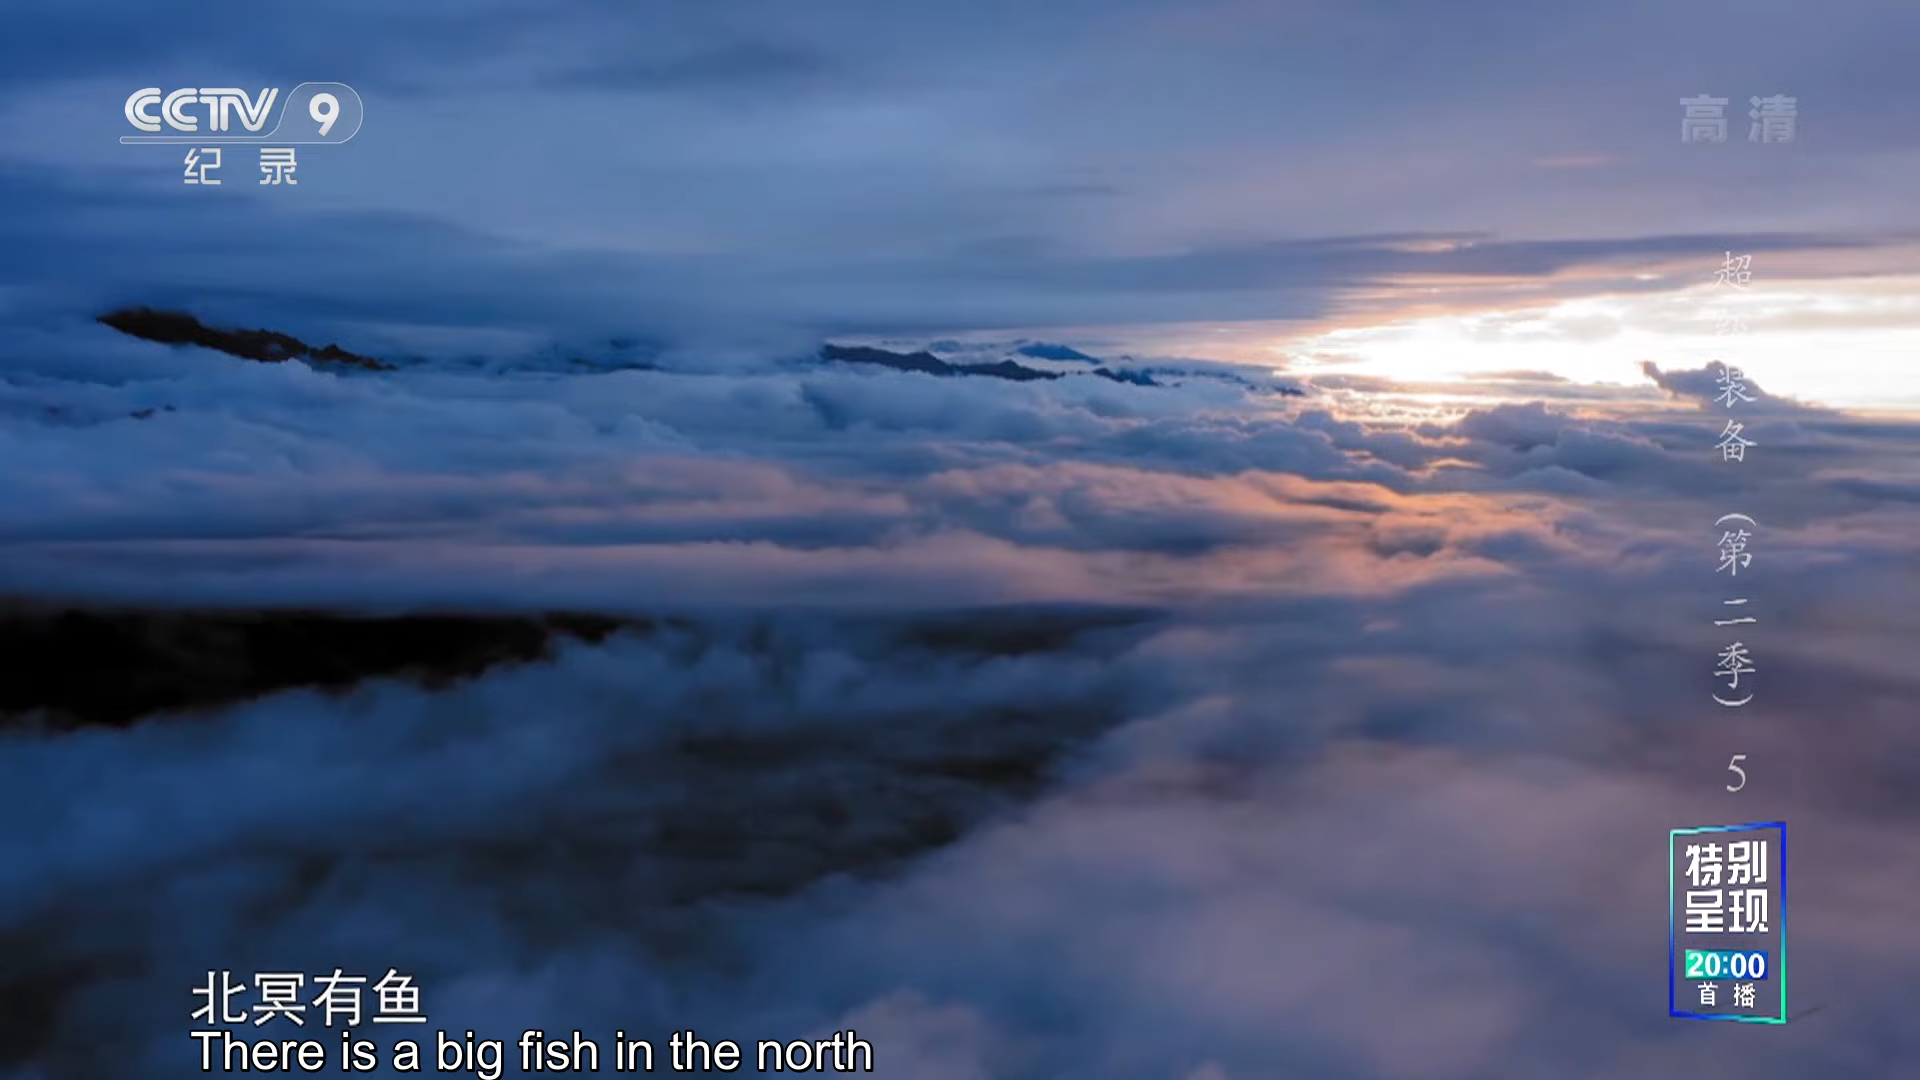 CCTV 9
纪录
高清
超级装备(第二季) 5
特别
呈现
20:00
首播
北冥有鱼
There is a big fish in the north